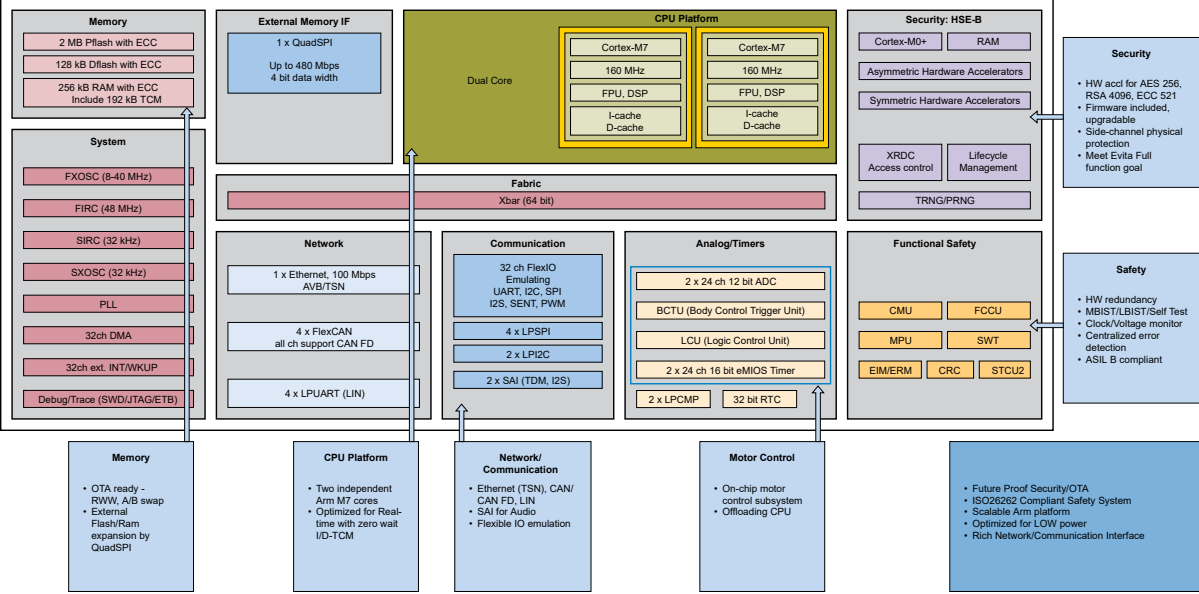 Memory
2 MB Pflash with ECC
128 kB Dflash with ECC
256 kB RAM with ECC
Include 192 kB TCM
External Memory IF
1 x QuadSPI
Up to 480 Mbps
4 bit data width
CPU Platform
Dual Core
Cortex-M7
160 MHz
FPU, DSP
I-cache
D-cache
Cortex-M7
160 MHz
FPU, DSP
I-cache
D-cache
Security: HSE-B
Cortex-M0+
RAM
Asymmetric Hardware Accelerators
Symmetric Hardware Accelerators
XRDC
Access control
Lifecycle
Management
TRNG/PRNG
Security
• HW accl for AES 256,
RSA 4096, ECC 521
• Firmware included,
upgradable
• Side-channel physical
protection
• Meet Evita Full
function goal
System
FXOSC (8-40 MHz)
FIRC (48 MHz)
SIRC (32 kHz)
SXOSC (32 kHz)
PLL
32ch DMA
32ch ext. INT/WKUP
Debug/Trace (SWD/JTAG/ETB)
Fabric
Xbar (64 bit)
Network
1 x Ethernet, 100 Mbps
AVB/TSN
4 x FlexCAN
all ch support CAN FD
4 x LPUART (LIN)
Communication
32 ch FlexIO
Emulating
UART, I2C, SPI
I2S, SENT, PWM
4 x LPSPI
2 x LPI2C
2 x SAI (TDM, I2S)
Analog/Timers
2 x 24 ch 12 bit ADC
BCTU (Body Control Trigger Unit)
LCU (Logic Control Unit)
2 x 24 ch 16 bit eMIOS Timer
2 x LPCMP
32 bit RTC
Functional Safety
CMU
FCCU
MPU
SWT
EIM/ERM
CRC
STCU2
Safety
• HW redundancy
• MBIST/LBIST/Self Test
• Clock/Voltage monitor
• Centralized error
detection
• ASIL B compliant
Memory
• OTA ready -
RWW, A/B swap
• External
Flash/Ram
expansion by
QuadSPI
CPU Platform
• Two independent
Arm M7 cores
• Optimized for Real-
time with zero wait
I/D-TCM
Network/
Communication
• Ethernet (TSN), CAN/
CAN FD, LIN
• SAI for Audio
• Flexible IO emulation
Motor Control
• On-chip motor
control subsystem
• Offloading CPU
• Future Proof Security/OTA
• ISO26262 Compliant Safety System
• Scalable Arm platform
• Optimized for LOW power
• Rich Network/Communication Interface